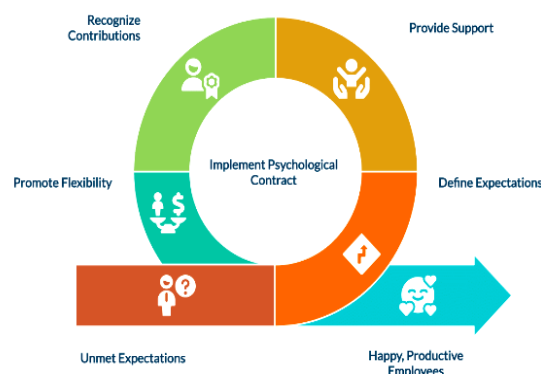 Recognize
Contributions
Provide Support
Implement Psychological
Contract
Promote Flexibility
Define Expectations
$
?
Unmet Expectations
Happy, Productive
Employees